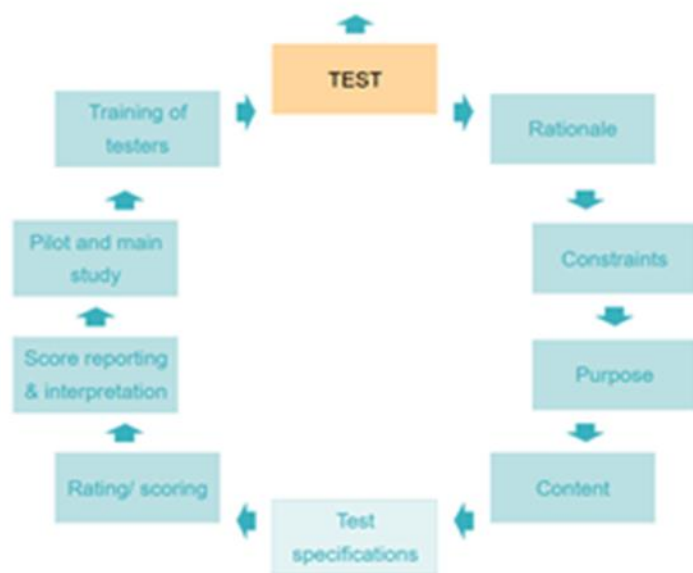 TEST
Rationale
Constraints
Purpose
Content
Test
specifications
Rating/ scoring
Score reporting
& interpretation
Pilot and main
study
Training of
testers